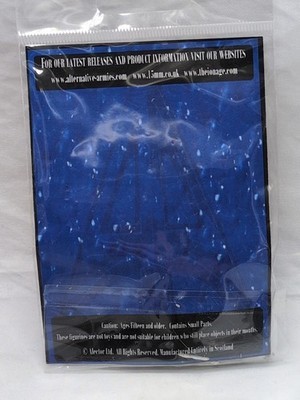 For our latest releases and product information visit our websites
www.alternative-armies.com www.15mm.co.uk www.theionage.com
Caution: Ages Fifteen and older. Contains Small Parts.
These figurines are not toys and are not suitable for children who still place objects in their mouths.
© Alector Ltd. All Rights Reserved. Manufactured Entirely in Scotland